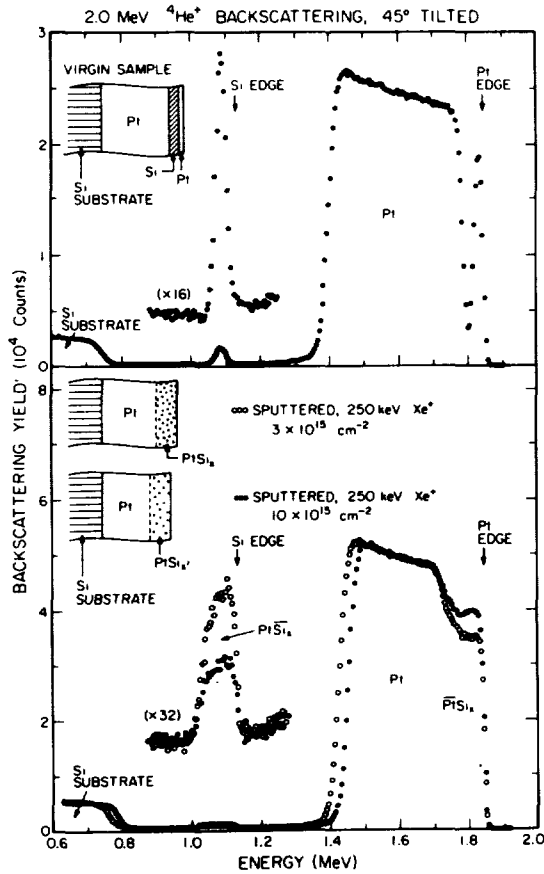 2.0 MeV ⁴He⁺ BACKSCATTERING, 45° TILTED
3
VIRGIN SAMPLE
Pt
Si EDGE
Pt EDGE
Si SUBSTRATE
Si
Pt
2
1
(×16)
Pt
Si SUBSTRATE
0
BACKSCATTERING YIELD (10⁴ Counts)
8
Pt
PtSiₓ
○○○ SPUTTERED, 250 keV Xe⁺
3 × 10¹⁵ cm⁻²
6
Pt
PtSiₓ'
Si SUBSTRATE
●●● SPUTTERED, 250 keV Xe⁺
10 × 10¹⁵ cm⁻²
Si EDGE
Pt EDGE
4
PtS̅i̅ₓ
Pt
P̅t̅Siₓ
2
(×32)
Si SUBSTRATE
0
0.6 0.8 1.0 1.2 1.4 1.6 1.8 2.0
ENERGY (MeV)